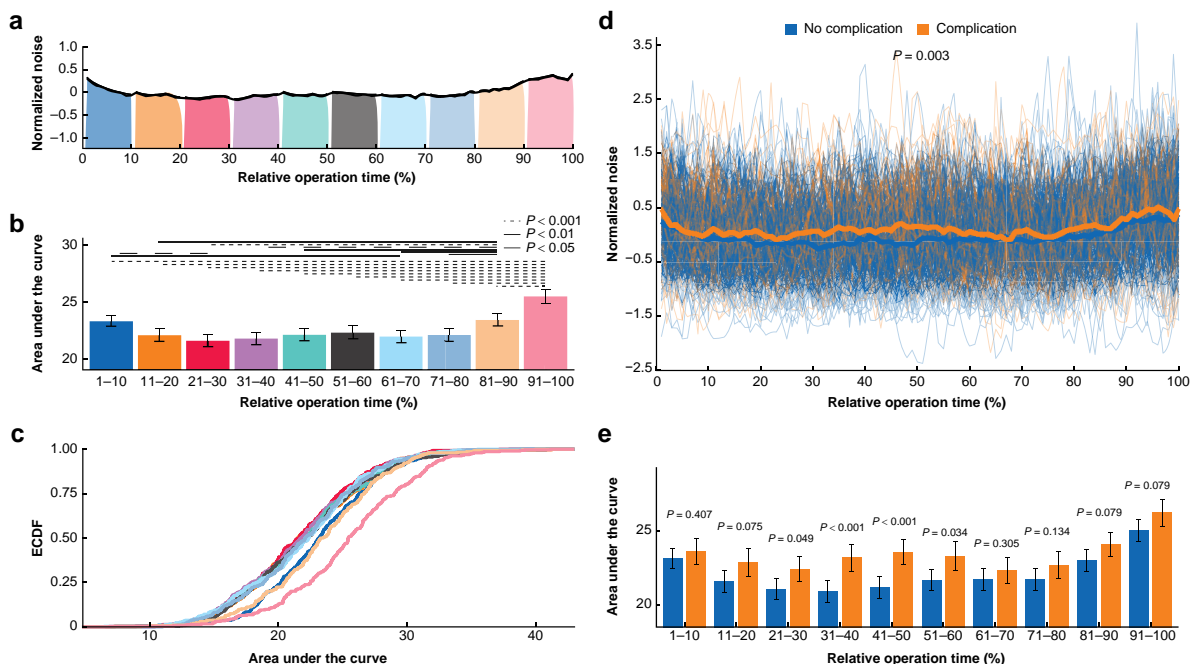 a
1.0
0.5
0
–0.5
–1.0
Normalized noise
0 10 20 30 40 50 60 70 80 90 100
Relative operation time (%)
b
P < 0.001
P < 0.01
P < 0.05
30
25
20
Area under the curve
1–10 11–20 21–30 31–40 41–50 51–60 61–70 71–80 81–90 91–100
Relative operation time (%)
c
1.00
0.75
0.50
0.25
0
ECDF
10 20 30 40
Area under the curve
d
No complication Complication
P = 0.003
3.5
2.5
1.5
0.5
–0.5
–1.5
–2.5
Normalized noise
0 10 20 30 40 50 60 70 80 90 100
Relative operation time (%)
e
P = 0.407 P = 0.075 P = 0.049 P < 0.001 P < 0.001 P = 0.034 P = 0.305 P = 0.134 P = 0.079 P = 0.079
25
20
Area under the curve
1–10 11–20 21–30 31–40 41–50 51–60 61–70 71–80 81–90 91–100
Relative operation time (%)